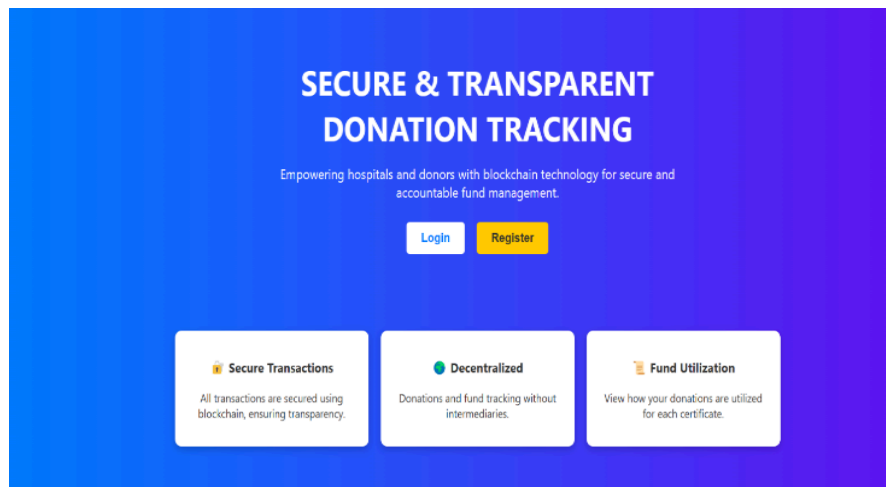 SECURE & TRANSPARENT
DONATION TRACKING
Empowering hospitals and donors with blockchain technology for secure and
accountable fund management.
Login
Register
🔐 Secure Transactions
All transactions are secured using
blockchain, ensuring transparency.
🌍 Decentralized
Donations and fund tracking without
intermediaries.
📜 Fund Utilization
View how your donations are utilized
for each certificate.